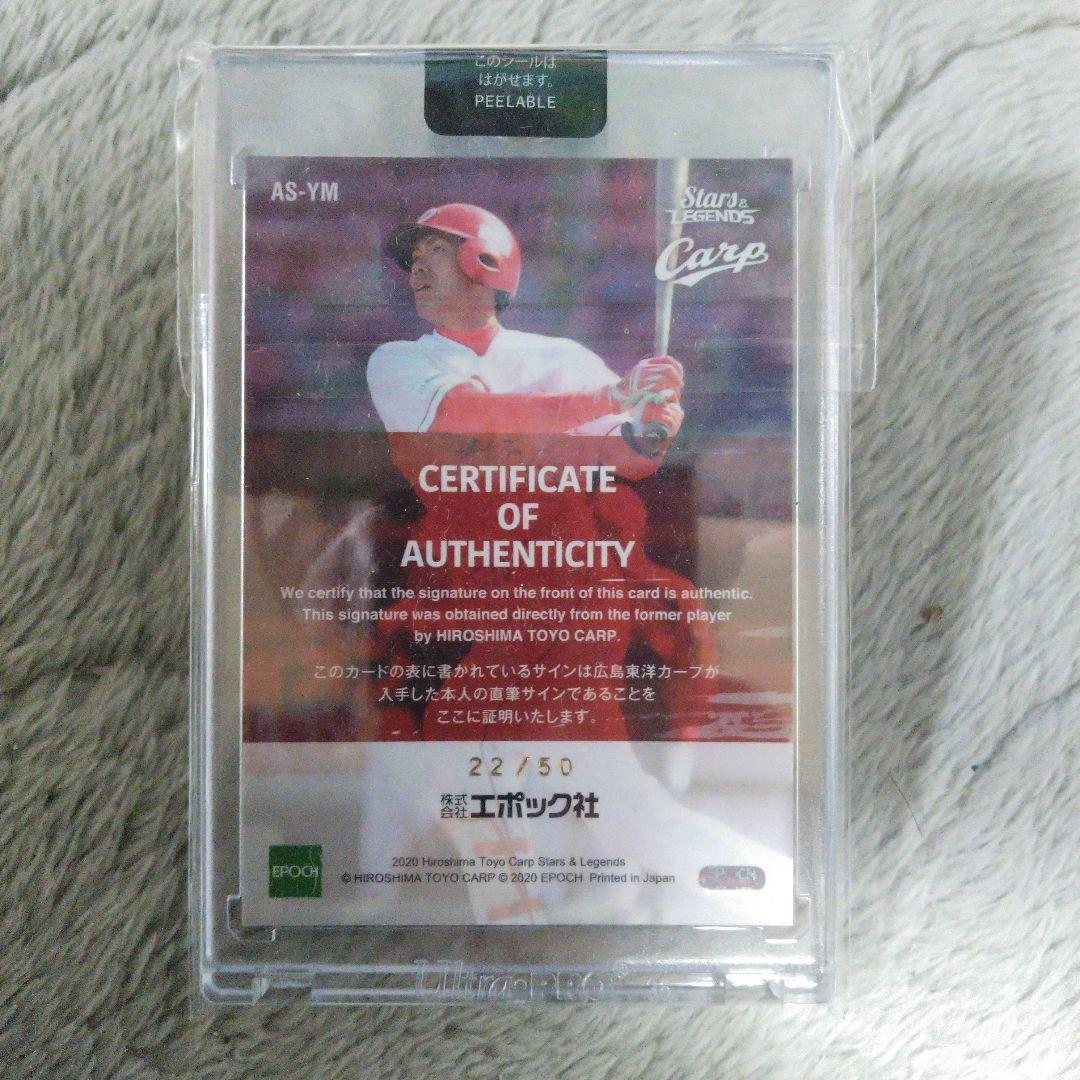 このシールは
はがせます。
PEELABLE
AS-YM
Stars &
LEGENDS
Carp
CERTIFICATE
OF
AUTHENTICITY
We certify that the signature on the front of this card is authentic.
This signature was obtained directly from the former player
by HIROSHIMA TOYO CARP.
このカードの表に書かれているサインは広島東洋カープが
入手した本人の直筆サインであることを
ここに証明いたします。
22/50
株式会社エポック社
EPOCH
2020 Hiroshima Toyo Carp Stars & Legends
© HIROSHIMA TOYO CARP © 2020 EPOCH Printed in Japan
Ultra·PRO